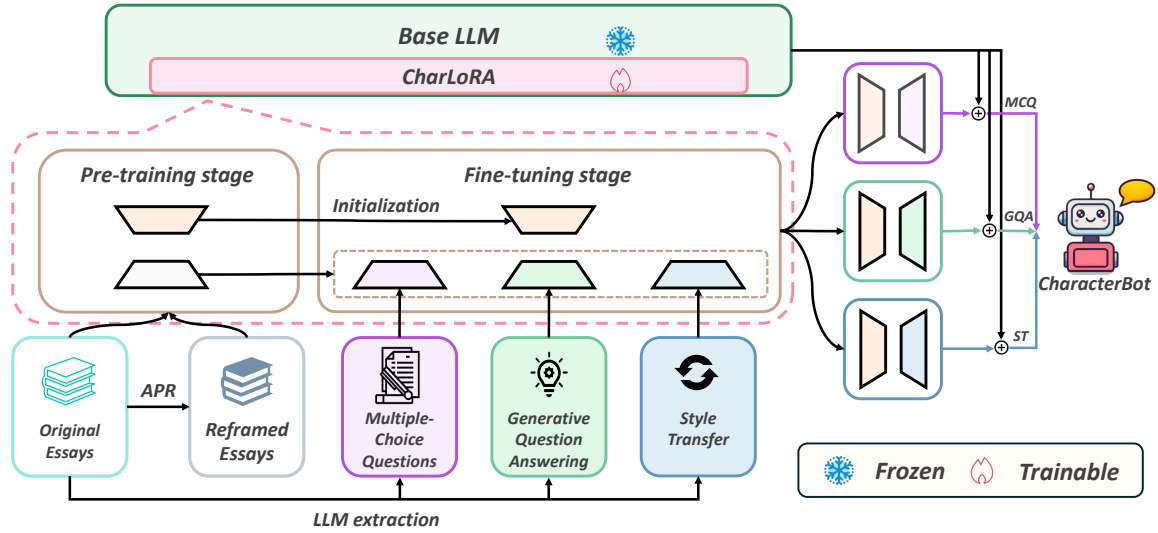 Base LLM
CharLoRA
Pre-training stage
Fine-tuning stage
Initialization
MCQ
GQA
ST
CharacterBot
Original
Essays
APR
Reframed
Essays
Multiple-
Choice
Questions
Generative
Question
Answering
Style
Transfer
LLM extraction
Frozen
Trainable